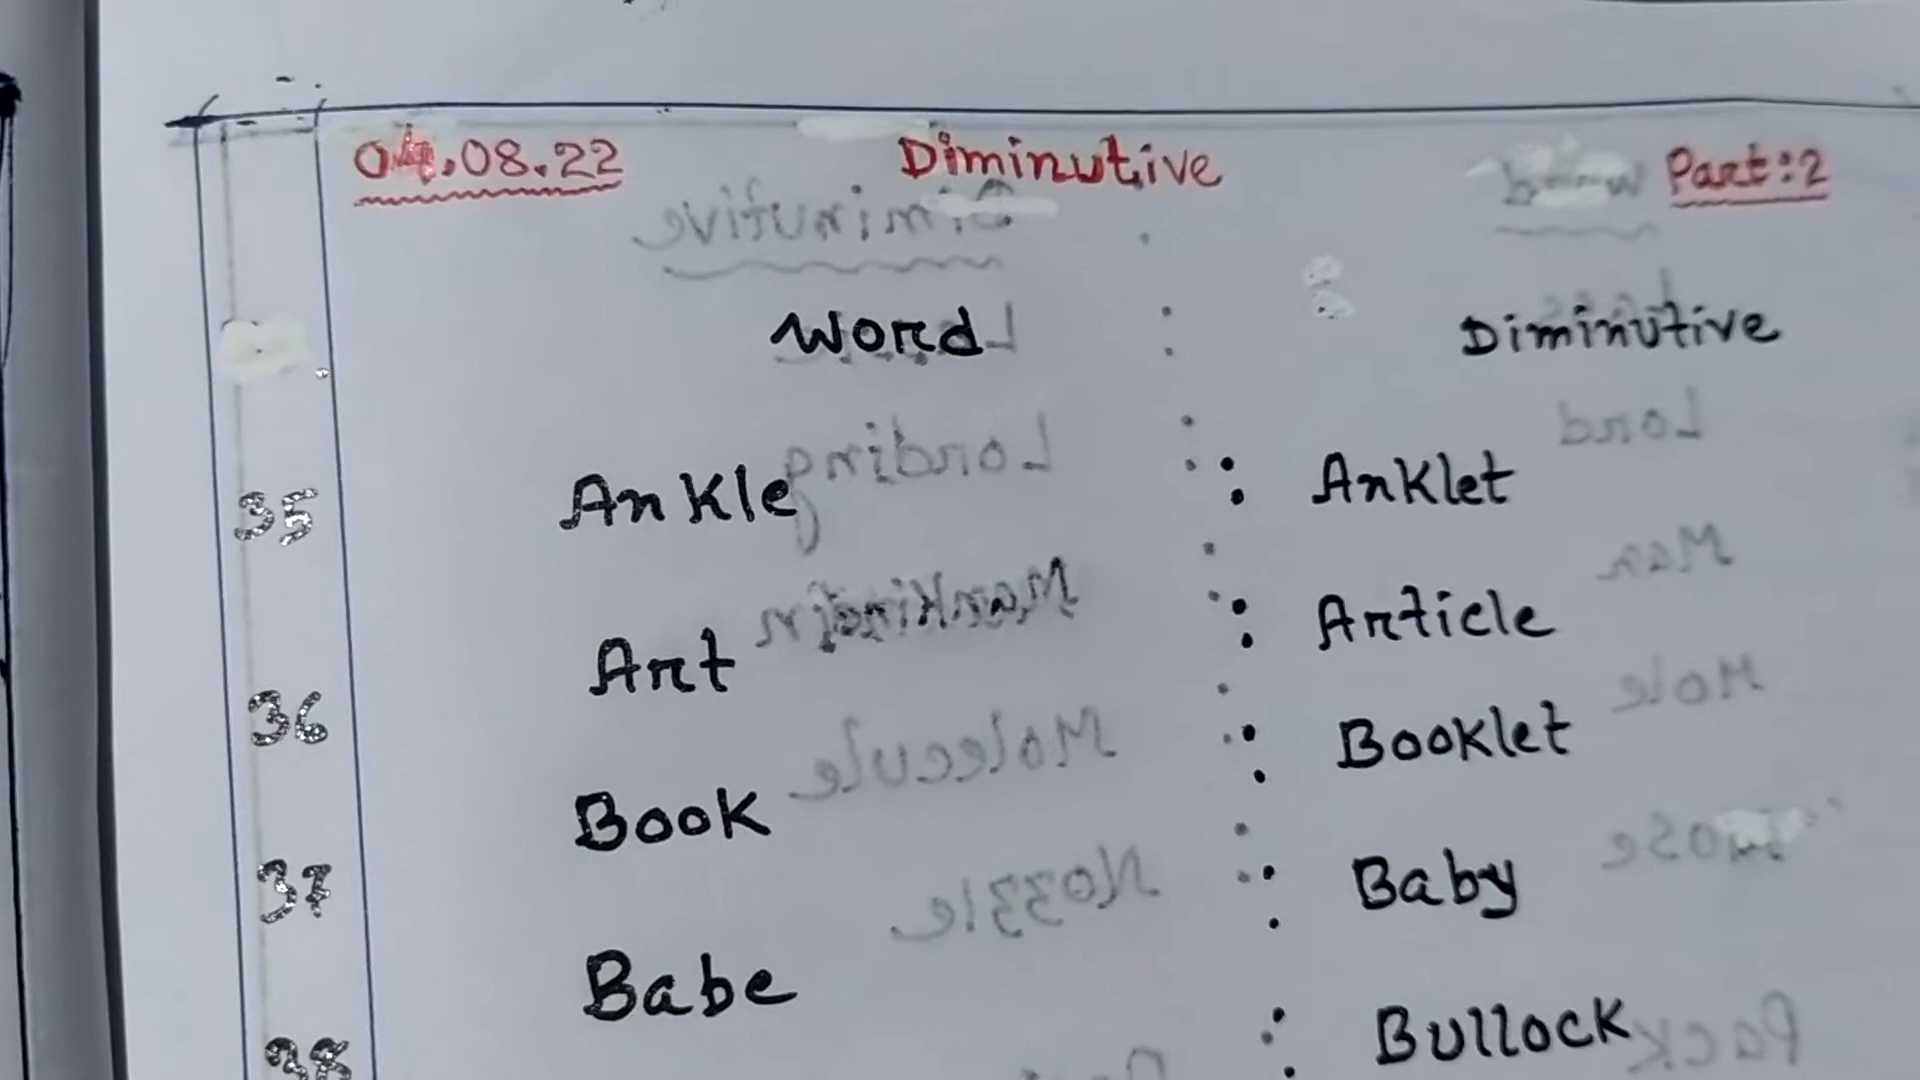 04.08.22 Diminutive Part:2
Word : Diminutive
35 Ankle : Anklet
36 Art : Article
37 Book : Booklet
38 Babe : Baby
Bullock